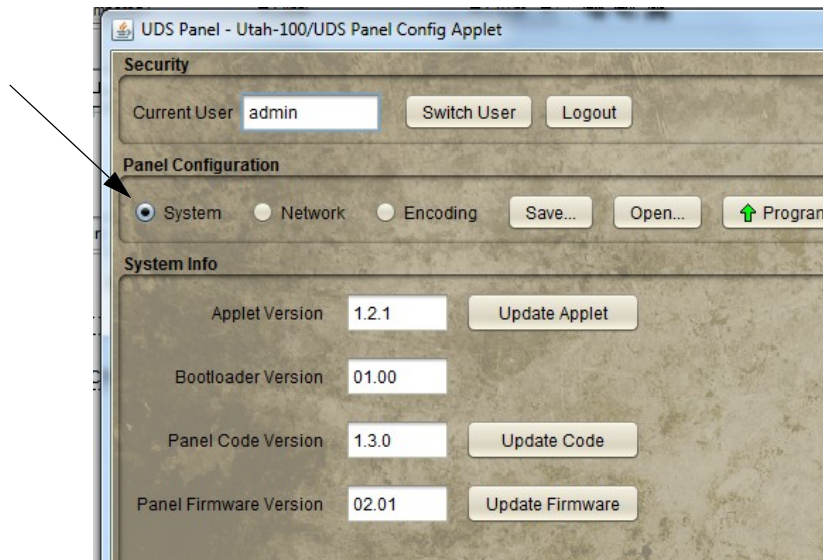 UDS Panel - Utah-100/UDS Panel Config Applet
Security
Current User admin Switch User Logout
Panel Configuration
System Network Encoding Save... Open...
System Info
Applet Version 1.2.1 Update Applet
Bootloader Version 01.00
Panel Code Version 1.3.0 Update Code
Panel Firmware Version 02.01 Update Firmware